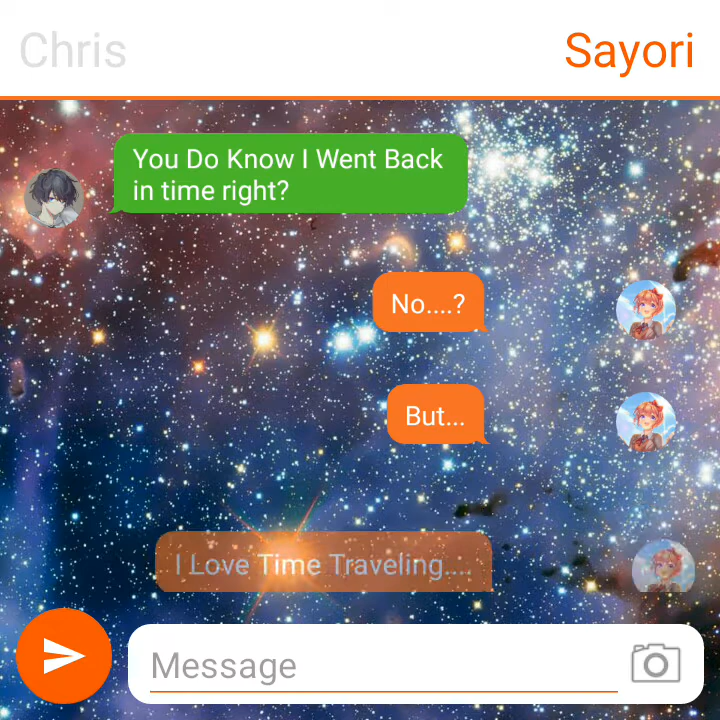 Chris
Sayori
You Do Know I Went Back
in time right?
No....?
But...
I Love Time Traveling....
Message